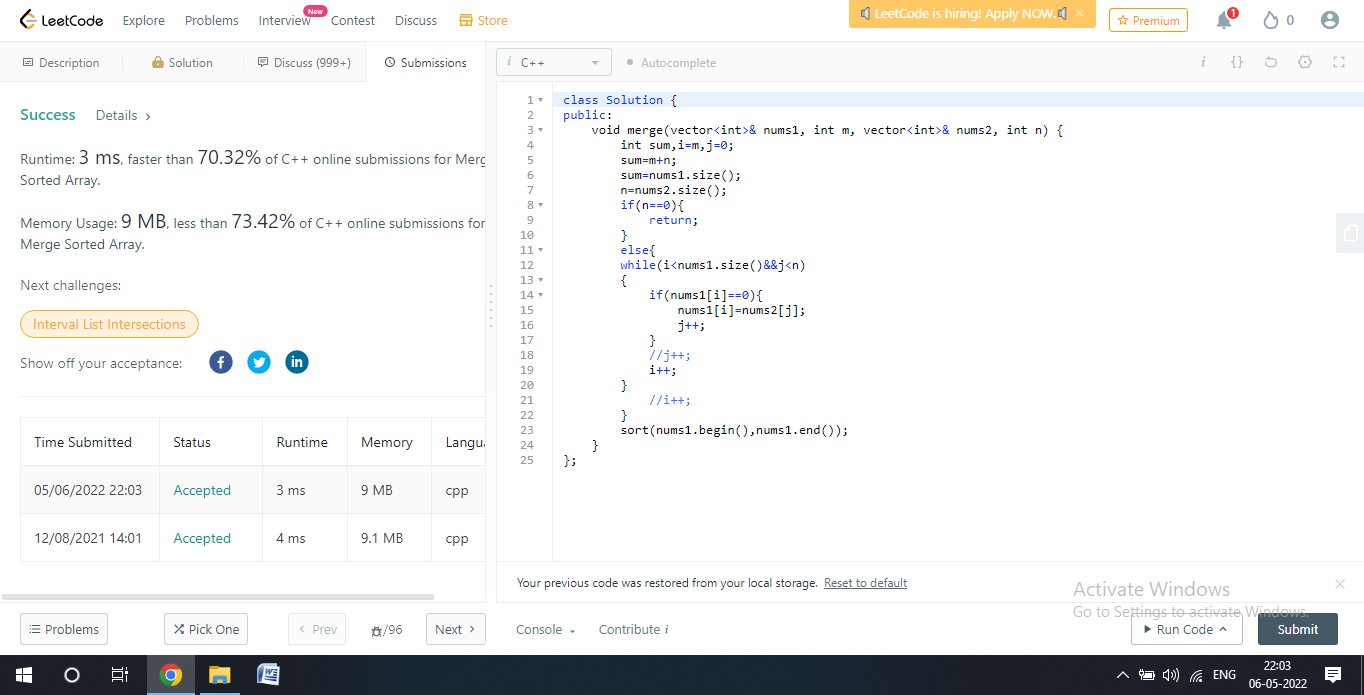 LeetCode Explore Problems Interview New Contest Discuss Store LeetCode is hiring! Apply NOW. × Premium 1 0
Description Solution Discuss (999+) Submissions i C++ Autocomplete i {}
Success Details >
Runtime: 3 ms, faster than 70.32% of C++ online submissions for Merg
Sorted Array.
Memory Usage: 9 MB, less than 73.42% of C++ online submissions for
Merge Sorted Array.
Next challenges:
Interval List Intersections
Show off your acceptance: f in
Time Submitted Status Runtime Memory Langu
05/06/2022 22:03 Accepted 3 ms 9 MB cpp
12/08/2021 14:01 Accepted 4 ms 9.1 MB cpp
1 class Solution {
2 public:
3 void merge(vector<int>& nums1, int m, vector<int>& nums2, int n) {
4 int sum,i=m,j=0;
5 sum=m+n;
6 sum=nums1.size();
7 n=nums2.size();
8 if(n==0){
9 return;
10 }
11 else{
12 while(i<nums1.size()&&j<n)
13 {
14 if(nums1[i]==0){
15 nums1[i]=nums2[j];
16 j++;
17 }
18 //j++;
19 i++;
20 }
21 //i++;
22 }
23 sort(nums1.begin(),nums1.end());
24 }
25 };
Your previous code was restored from your local storage. Reset to default ×
Activate Windows
Go to Settings to activate Windows.
Problems Pick One < Prev /96 Next > Console Contribute i Run Code Submit
W ENG 22:03
06-05-2022